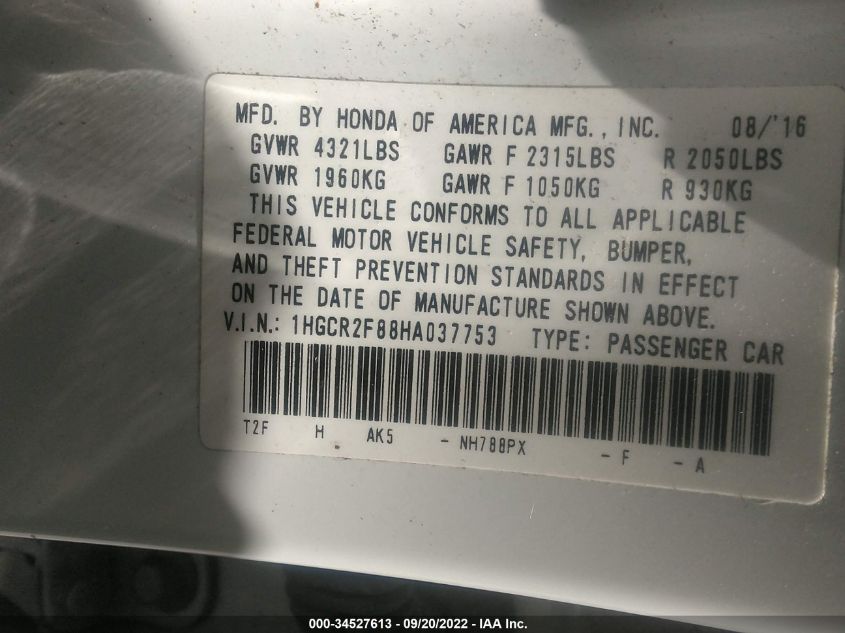 MFD. BY HONDA OF AMERICA MFG., INC. 08/'16
GVWR 4321LBS GAWR F 2315LBS R 2050LBS
GVWR 1960KG GAWR F 1050KG R 930KG
THIS VEHICLE CONFORMS TO ALL APPLICABLE
FEDERAL MOTOR VEHICLE SAFETY, BUMPER,
AND THEFT PREVENTION STANDARDS IN EFFECT
ON THE DATE OF MANUFACTURE SHOWN ABOVE.
V.I.N.: 1HGCR2F88HA037753 TYPE: PASSENGER CAR
T2F H AK5 - NH788PX - F - A
000-34527613 - 09/20/2022 - IAA Inc.